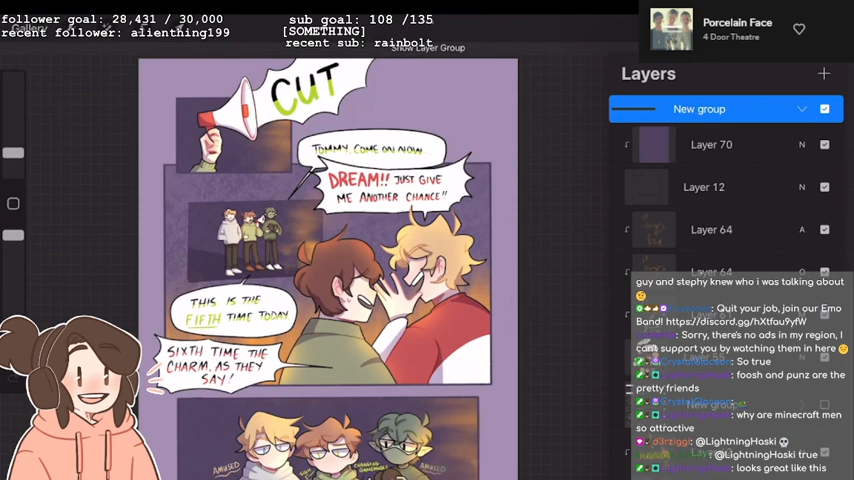 follower goal: 28,431 / 30,000
recent follower: alienthing199
sub goal: 108 /135
[SOMETHING]
recent sub: rainbolt
Gallery
Show Layer Group
Porcelain Face
4 Door Theatre
Layers
New group
Layer 70
N
Layer 12
N
Layer 64
A
Layer 64
CUT
TOMMY, COME ON NOW...
DREAM!! JUST GIVE
ME ANOTHER CHANCE!!
THIS IS THE
FIFTH TIME TODAY
SIXTH TIME THE
CHARM, AS THEY
SAY!
AMUSED
AMUSED
guy and stephy knew who i was talking about
: Quit your job, join our Emo
Band! https://discord.gg/hXtfau9yfW
: Sorry, there's no ads in my region, I
can't support you by watching them in here
: So true
: foosh and punz are the
pretty friends
: why are minecraft men
so attractive
d3rziggi: @LightningHaski
: @LightningHaski true
: looks great like this